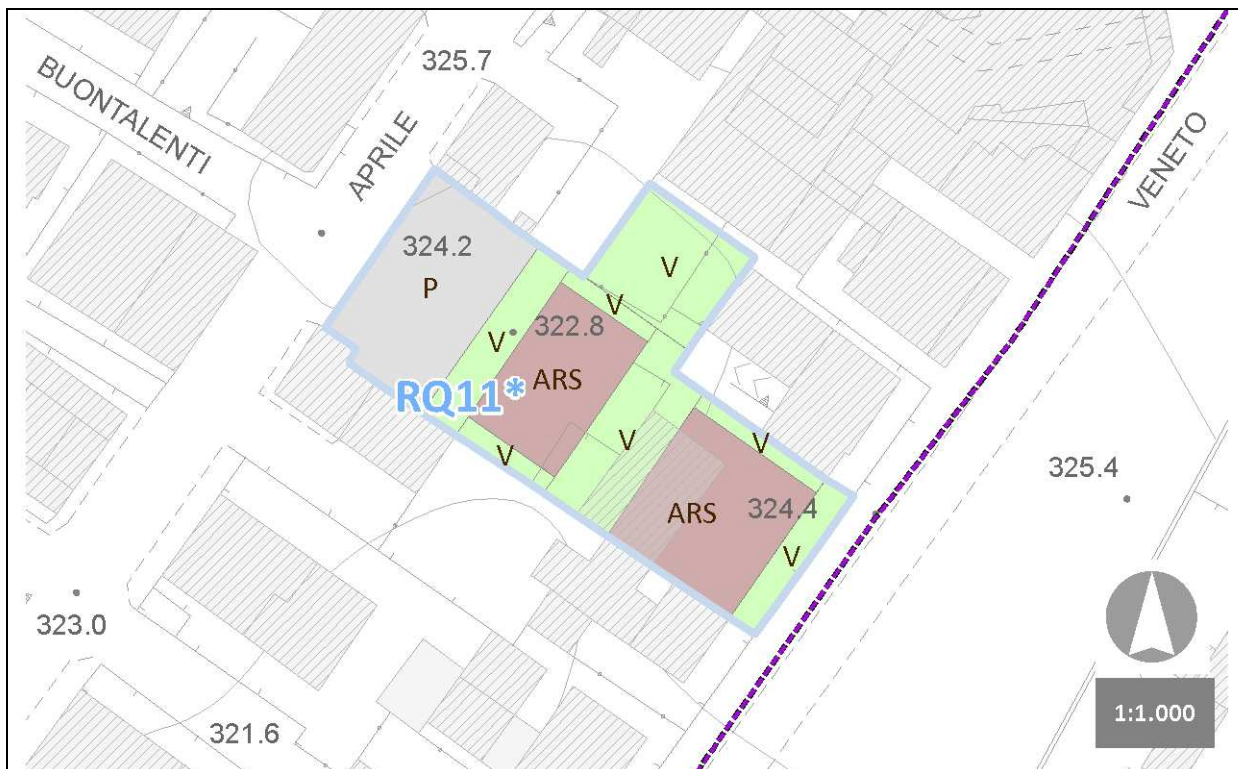 325.7
BUONTALENTI
APRILE
VENETO
324.2
P
V
V
322.8
V
ARS
RQ11*
V
V
V
325.4
ARS
324.4
V
323.0
321.6
1:1.000